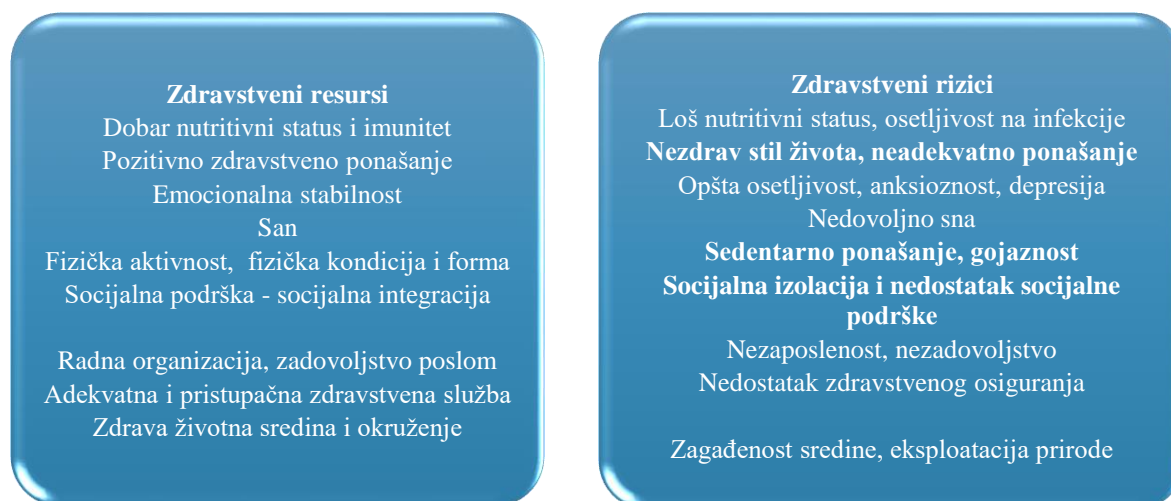 Zdravstveni resursi
Dobar nutritivni status i imunitet
Pozitivno zdravstveno ponašanje
Emocionalna stabilnost
San
Fizička aktivnost,  fizička kondicija i forma
Socijalna podrška - socijalna integracija
Radna organizacija, zadovoljstvo poslom
Adekvatna i pristupačna zdravstvena služba
Zdrava životna sredina i okruženje
Zdravstveni rizici
Loš nutritivni status, osetljivost na infekcije
Nezdrav stil života, neadekvatno ponašanje
Opšta osetljivost, anksioznost, depresija
Nedovoljno sna
Sedentarno ponašanje, gojaznost
Socijalna izolacija i nedostatak socijalne
podrške
Nezaposlenost, nezadovoljstvo
Nedostatak zdravstvenog osiguranja
Zagađenost sredine, eksploatacija prirode